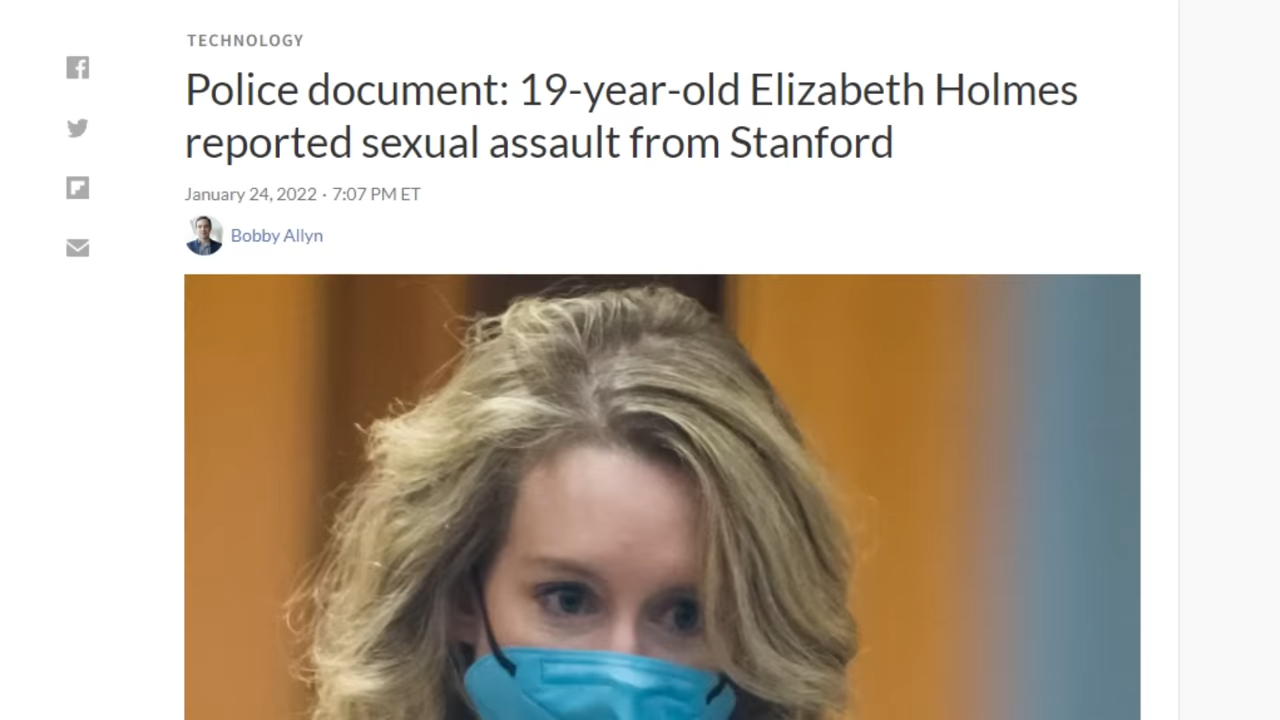 TECHNOLOGY
Police document: 19-year-old Elizabeth Holmes
reported sexual assault from Stanford
January 24, 2022 · 7:07 PM ET
Bobby Allyn